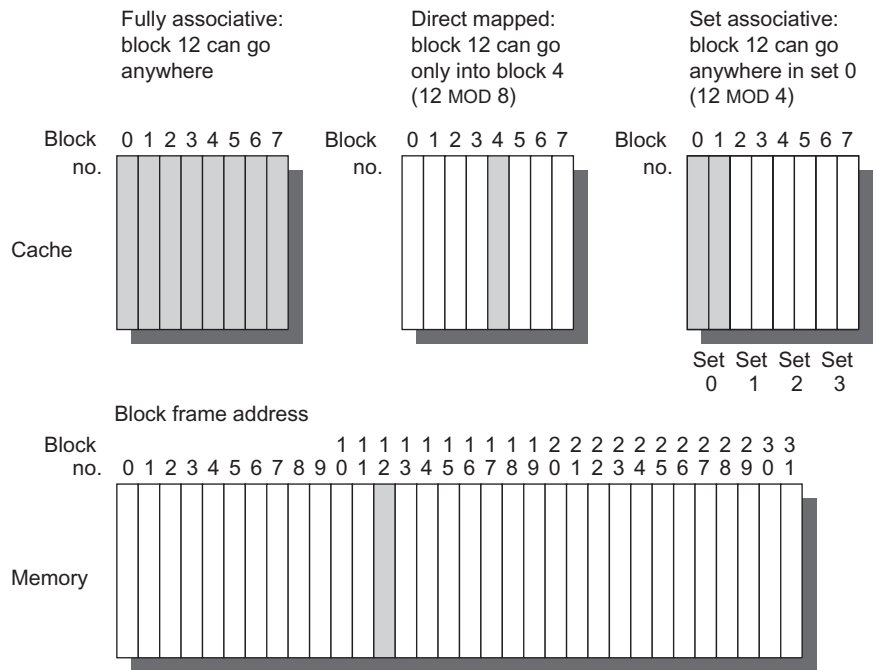 Fully associative:
block 12 can go
anywhere
Direct mapped:
block 12 can go
only into block 4
(12 MOD 8)
Set associative:
block 12 can go
anywhere in set 0
(12 MOD 4)
Block
no.
0 1 2 3 4 5 6 7
Block
no.
0 1 2 3 4 5 6 7
Block
no.
0 1 2 3 4 5 6 7
Cache
Set Set Set Set
0 1 2 3
Block frame address
Block
no.
1 1 1 1 1 1 1 1 1 1 2 2 2 2 2 2 2 2 2 2 3 3
0 1 2 3 4 5 6 7 8 9 0 1 2 3 4 5 6 7 8 9 0 1 2 3 4 5 6 7 8 9 0 1
Memory